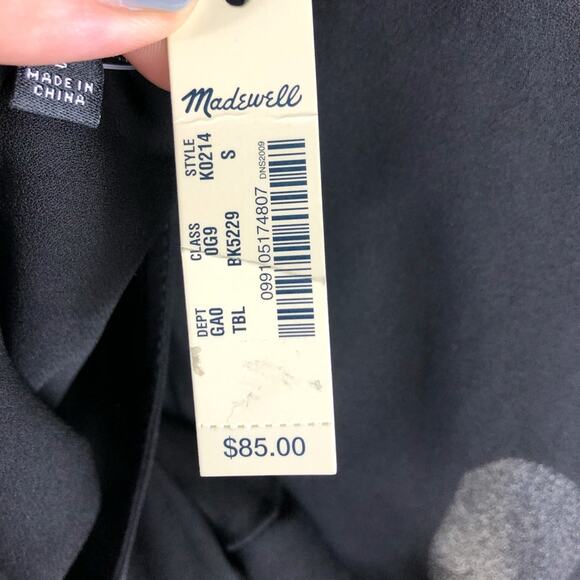 S
MADE IN
CHINA
Madewell
STYLE
K0214
S
CLASS
0G9
BK5229
DEPT
GA0
TBL
099105174807
DNS2009
$85.00